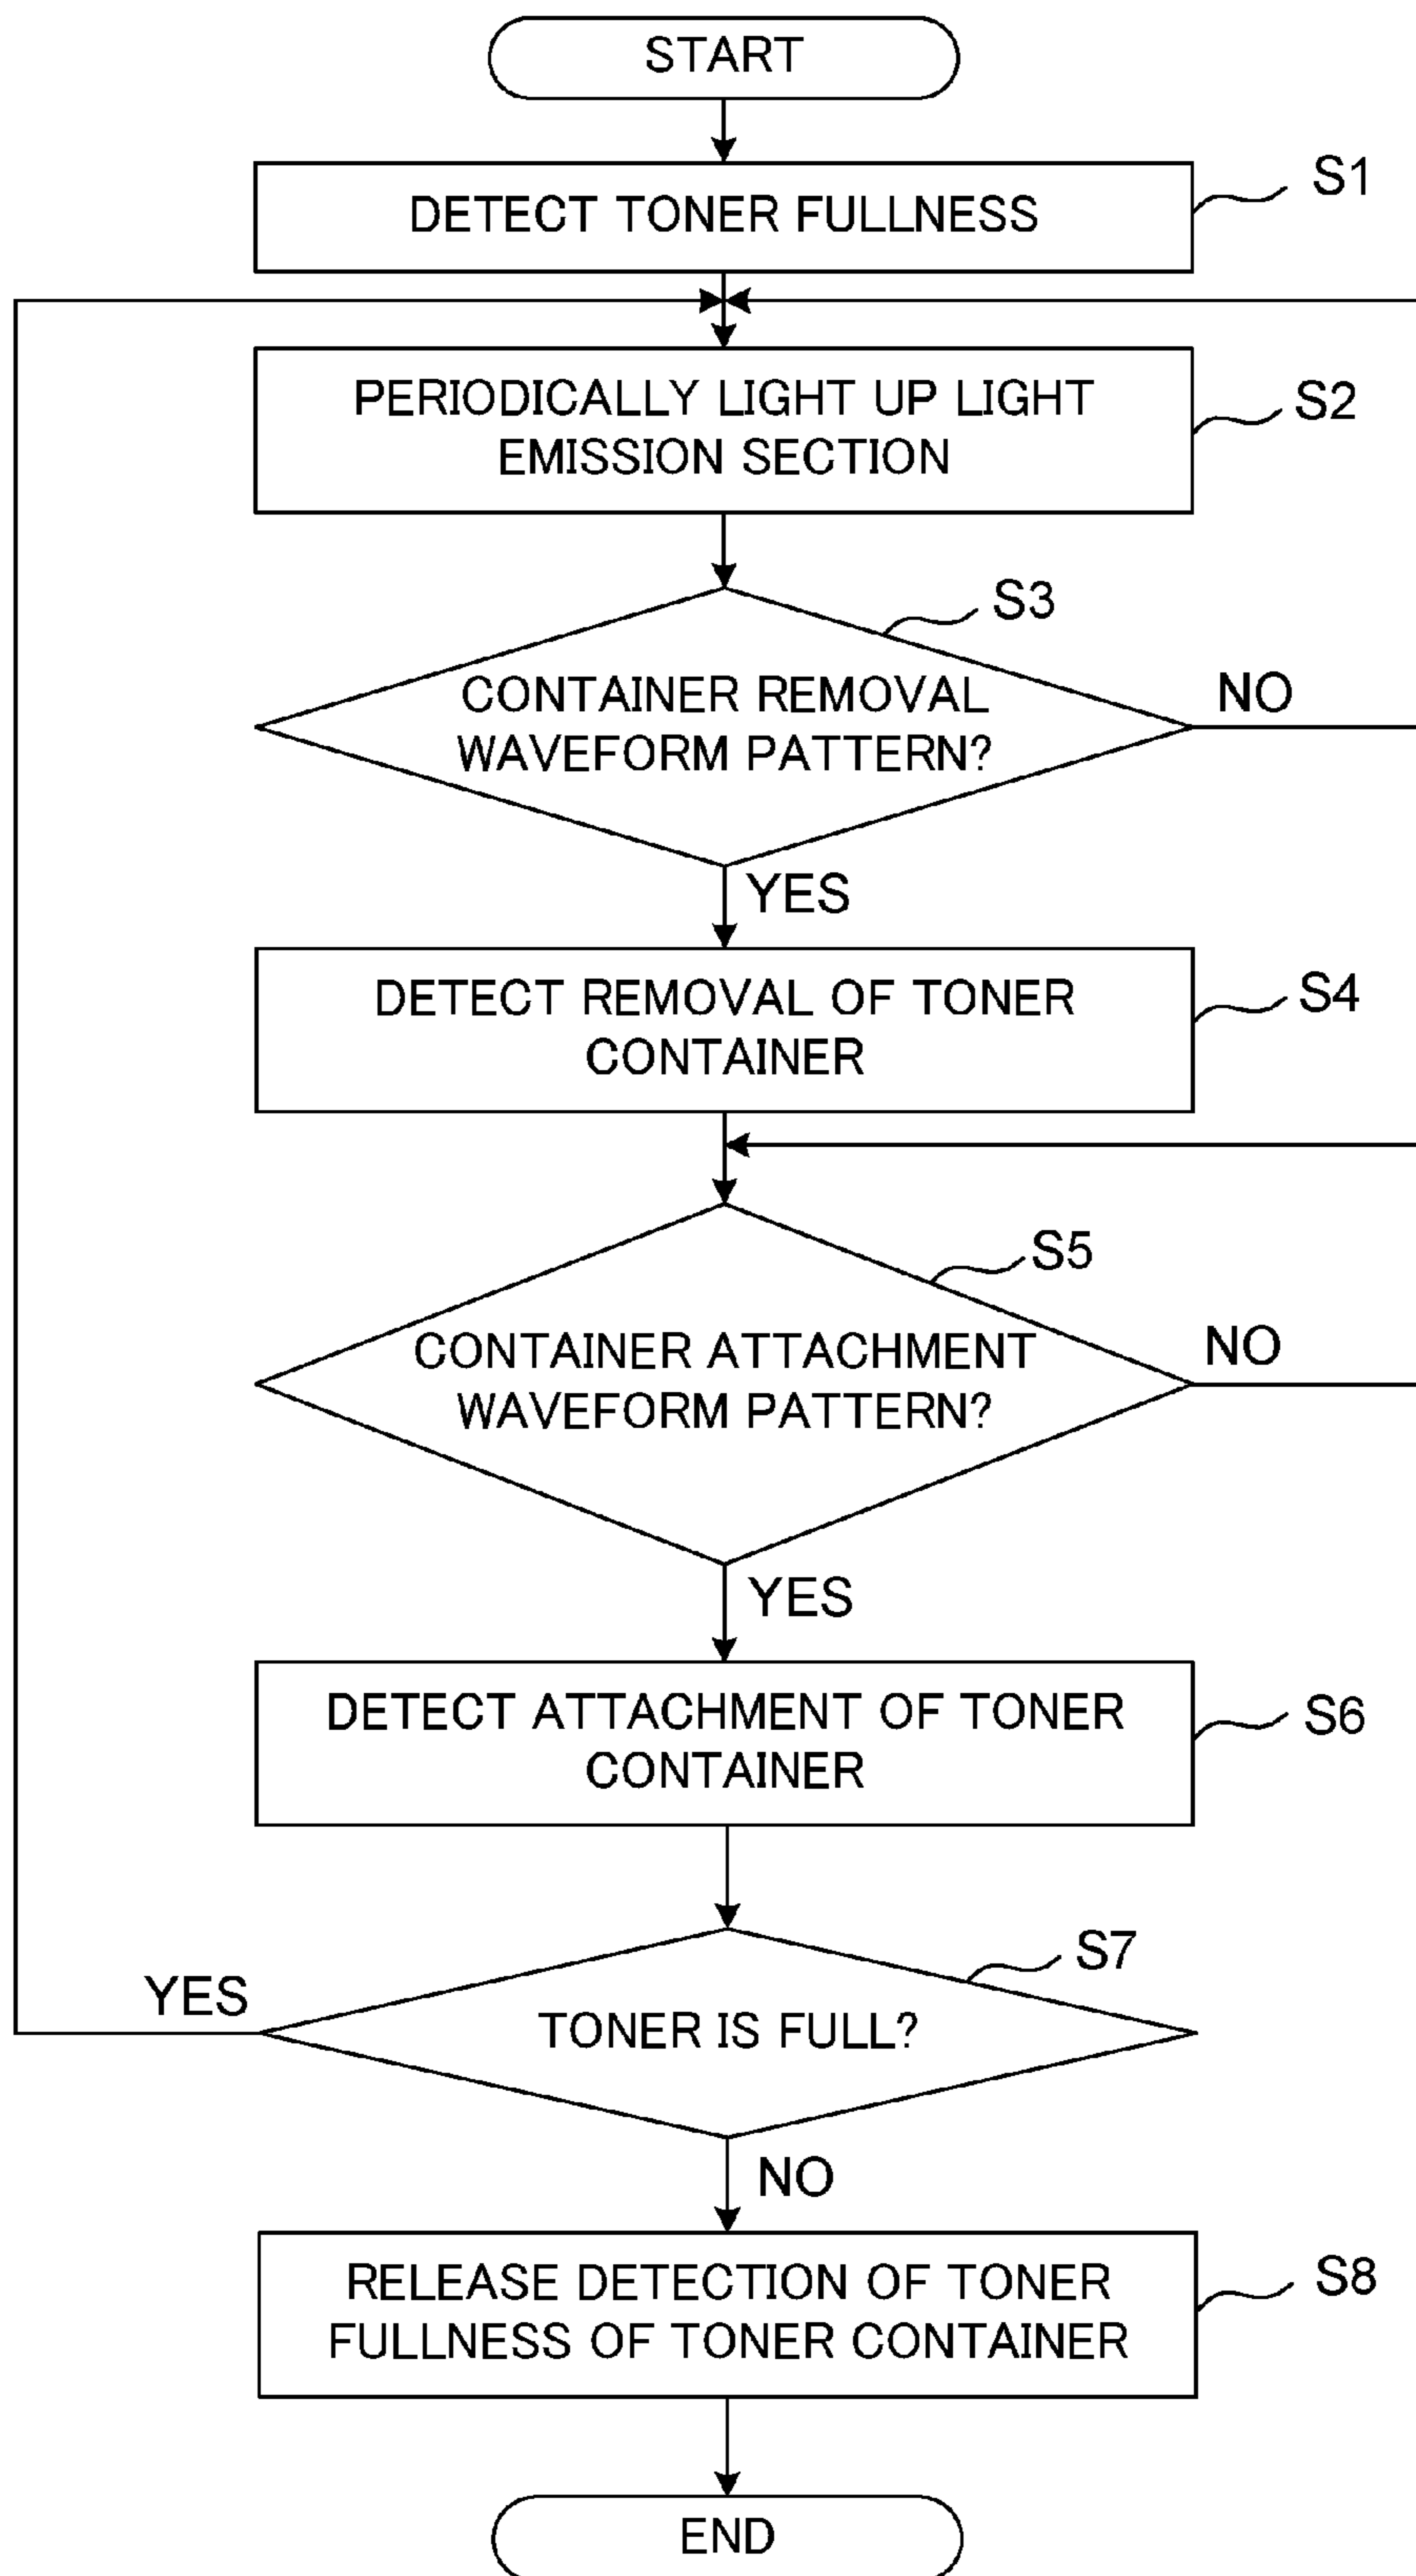 START
DETECT TONER FULLNESS
S1
PERIODICALLY LIGHT UP LIGHT
EMISSION SECTION
S2
S3
CONTAINER REMOVAL
WAVEFORM PATTERN?
NO
YES
DETECT REMOVAL OF TONER
CONTAINER
S4
S5
CONTAINER ATTACHMENT
WAVEFORM PATTERN?
NO
YES
DETECT ATTACHMENT OF TONER
CONTAINER
S6
S7
YES
TONER IS FULL?
NO
RELEASE DETECTION OF TONER
FULLNESS OF TONER CONTAINER
S8
END